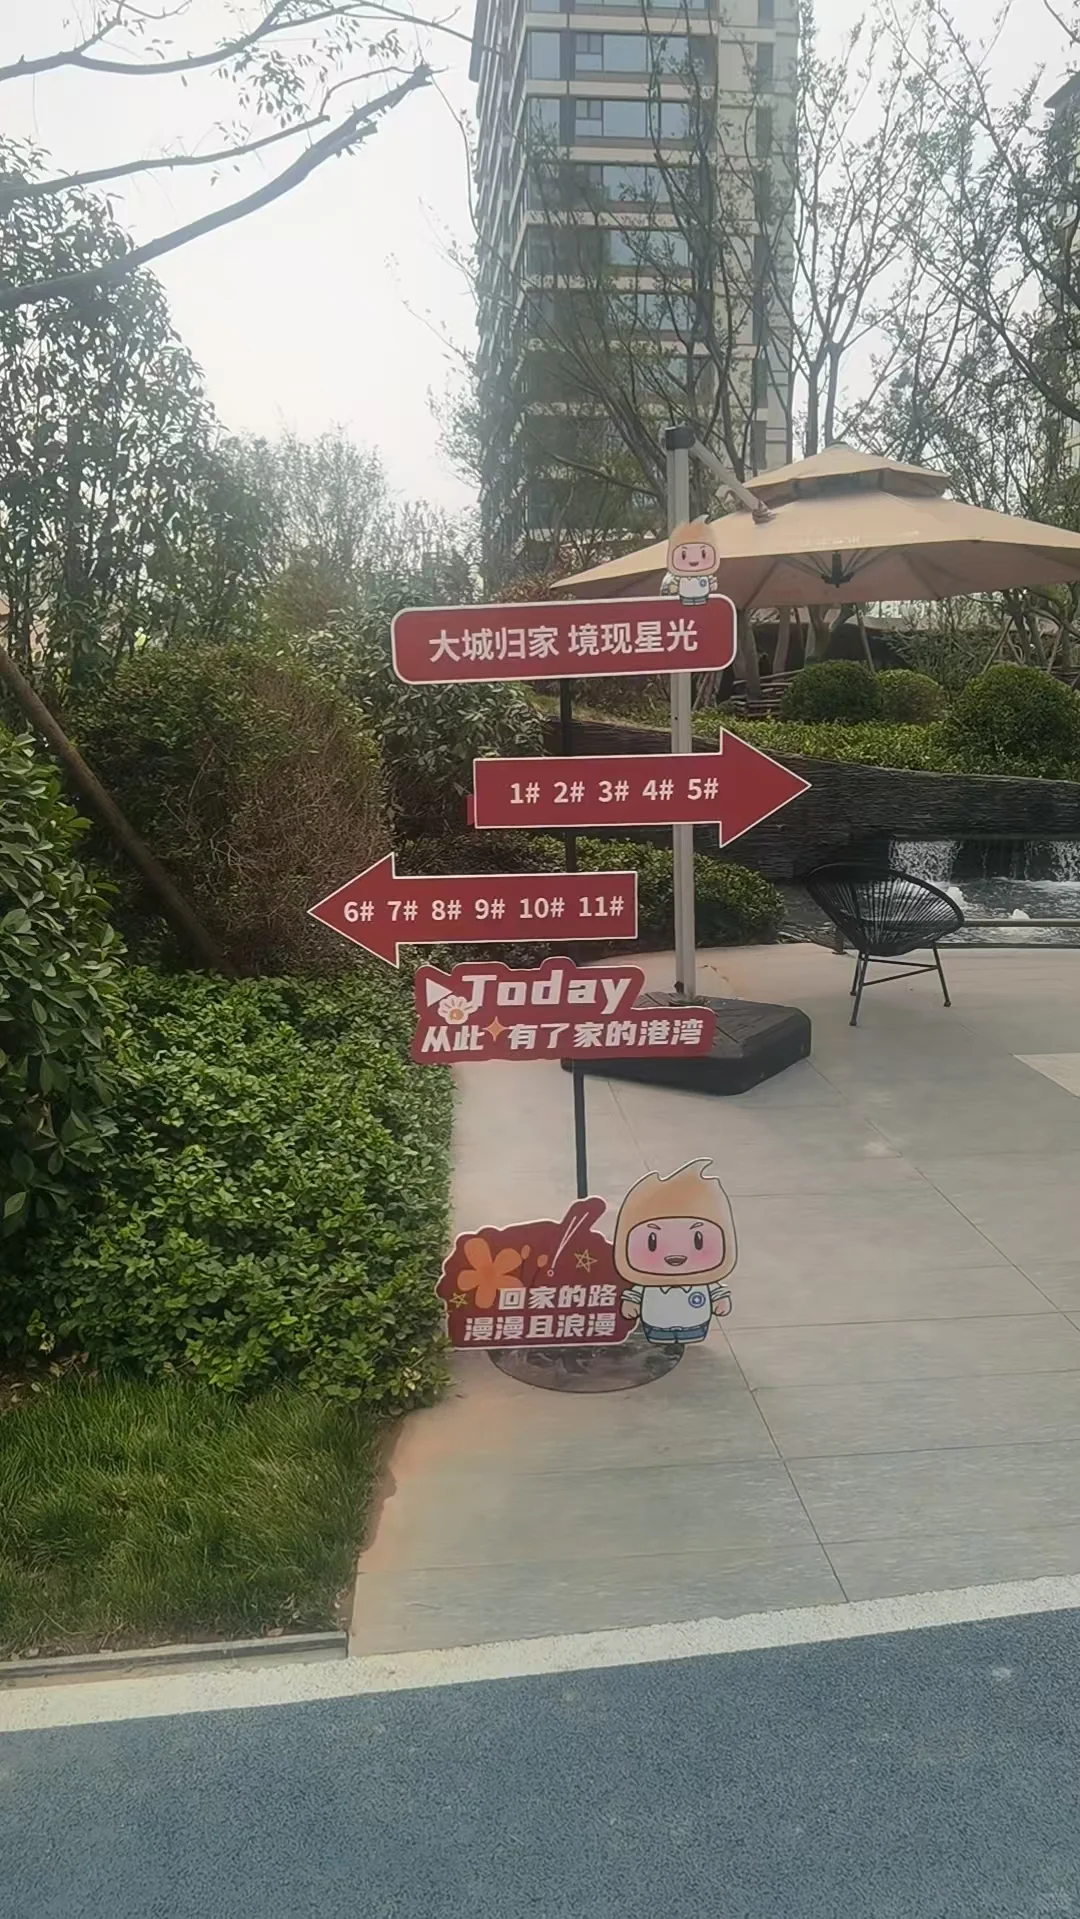 大城归家 境现星光
1# 2# 3# 4# 5#
6# 7# 8# 9# 10# 11#
Today
从此 有了家的港湾
回家的路
漫漫且浪漫